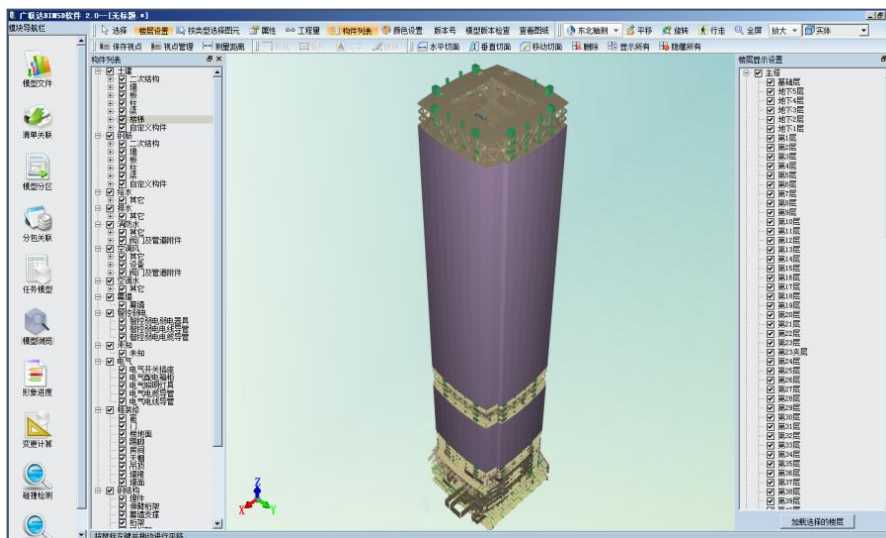 广联达BIM5D软件 2.0--[无标题.*]
模块导航栏
选择 楼层设置 按类型选择图元 属性 工程量 构件列表 颜色设置 版本号 模型版本检查 查看图纸 东北轴测 平移 旋转 行走 全屏 放大 实体
保存视点 视点管理 测量距离 水平切面 垂直切面 移动切面 删除 显示所有 隐藏所有
模型文件
清单关联
模型分区
分包关联
任务模型
模型浏览
形象进度
变更计算
碰撞检测
构件列表
土建
二次结构
墙
板
柱
梁
楼梯
自定义构件
钢筋
二次结构
墙
板
柱
梁
自定义构件
给水
其它
排水
其它
消防水
其它
阀门及管道附件
空调风
其它
设备
阀门及管道附件
空调水
其它
幕墙
幕墙
智控弱电
智控弱电弱电器具
智控弱电电线导管
智控弱电电缆导管
未知
未知
电气
电气开关插座
电气配电箱柜
电气照明灯具
电气电缆导管
电气电线导管
粗装修
窗
门
楼地面
踢脚
房间
天棚
吊顶
墙裙
墙面
钢结构
埋件
伸臂桁架
幕墙支撑
桁架
Z
X
Y
楼层显示设置
主塔
基础层
地下5层
地下4层
地下3层
地下2层
地下1层
第1层
第2层
第3层
第4层
第5层
第6层
第7层
第8层
第9层
第10层
第11层
第12层
第13层
第14层
第15层
第16层
第17层
第18层
第19层
第20层
第21层
第22层
第23层
第23夹层
第24层
第25层
第26层
第27层
第28层
第29层
第30层
第31层
第32层
第33层
第34层
第35层
第36层
第37层
第38层
第39层
加载选择的楼层
按鼠标左键并拖动进行平移